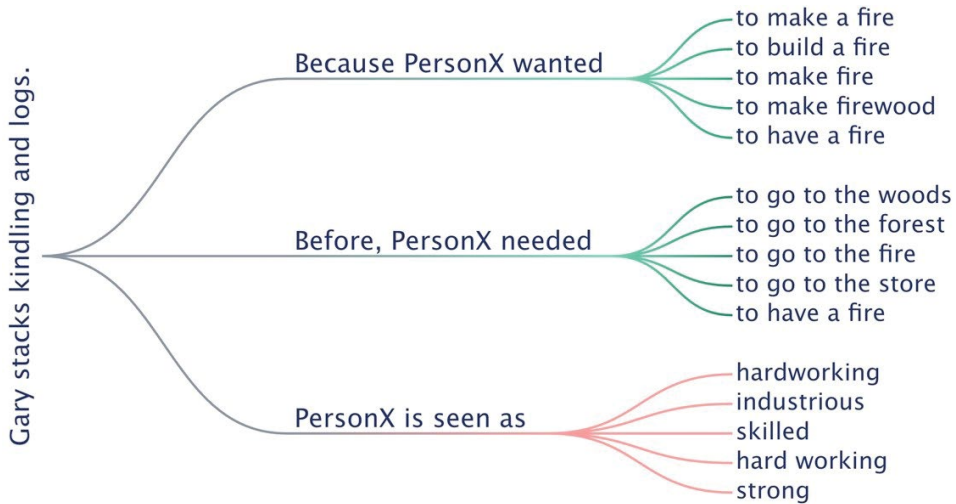 Gary stacks kindling and logs.
Because PersonX wanted
to make a fire
to build a fire
to make fire
to make firewood
to have a fire
Before, PersonX needed
to go to the woods
to go to the forest
to go to the fire
to go to the store
to have a fire
PersonX is seen as
hardworking
industrious
skilled
hard working
strong